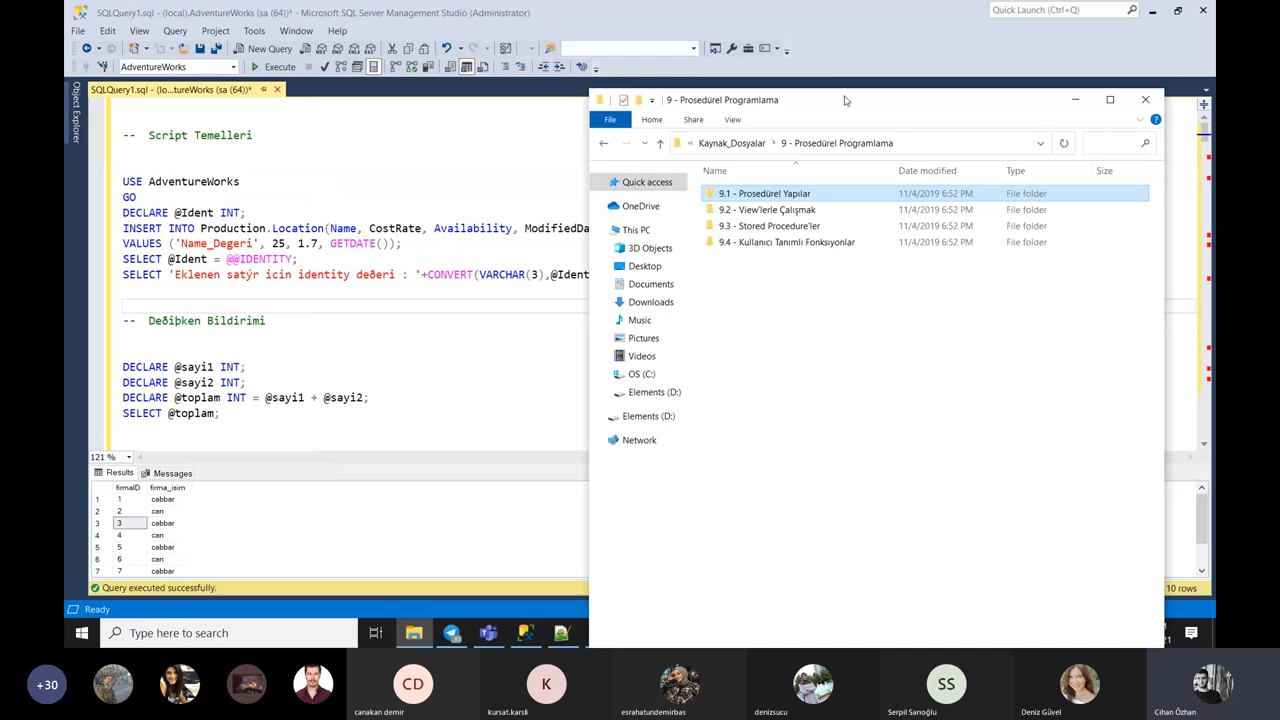 SQLQuery1.sql - (local).AdventureWorks (sa (64))* - Microsoft SQL Server Management Studio (Administrator)
Quick Launch (Ctrl+Q)
File Edit View Query Project Tools Window Help
New Query
AdventureWorks
Execute
SQLQuery1.sql - (lo...tureWorks (sa (64))*
Object Explorer
-- Script Temelleri
USE AdventureWorks
GO
DECLARE @Ident INT;
INSERT INTO Production.Location(Name, CostRate, Availability, ModifiedDa
VALUES ('Name_Degeri', 25, 1.7, GETDATE());
SELECT @Ident = @@IDENTITY;
SELECT 'Eklenen satýr icin identity deðeri : '+CONVERT(VARCHAR(3),@Ident
-- Deðiþken Bildirimi
DECLARE @sayi1 INT;
DECLARE @sayi2 INT;
DECLARE @toplam INT = @sayi1 + @sayi2;
SELECT @toplam;
121 %
Results Messages
firmaID firma_isim
1 1 cabbar
2 2 can
3 3 cabbar
4 4 can
5 5 cabbar
6 6 can
7 7 cabbar
Query executed successfully.
10 rows
Ready
9 - Prosedürel Programlama
File Home Share View
« Kaynak_Dosyalar > 9 - Prosedürel Programlama
Name Date modified Type Size
9.1 - Prosedürel Yapılar 11/4/2019 6:52 PM File folder
9.2 - View'lerle Çalışmak 11/4/2019 6:52 PM File folder
9.3 - Stored Procedure'ler 11/4/2019 6:52 PM File folder
9.4 - Kullanıcı Tanımlı Fonksiyonlar 11/4/2019 6:52 PM File folder
Quick access
OneDrive
This PC
3D Objects
Desktop
Documents
Downloads
Music
Pictures
Videos
OS (C:)
Elements (D:)
Elements (D:)
Network
Type here to search
21
+30
CD
canakan demir
K
kursat.karsli
esrahatundemirbas
denizsucu
SS
Serpil Sarıoğlu
Deniz Güvel
Cihan Özhan